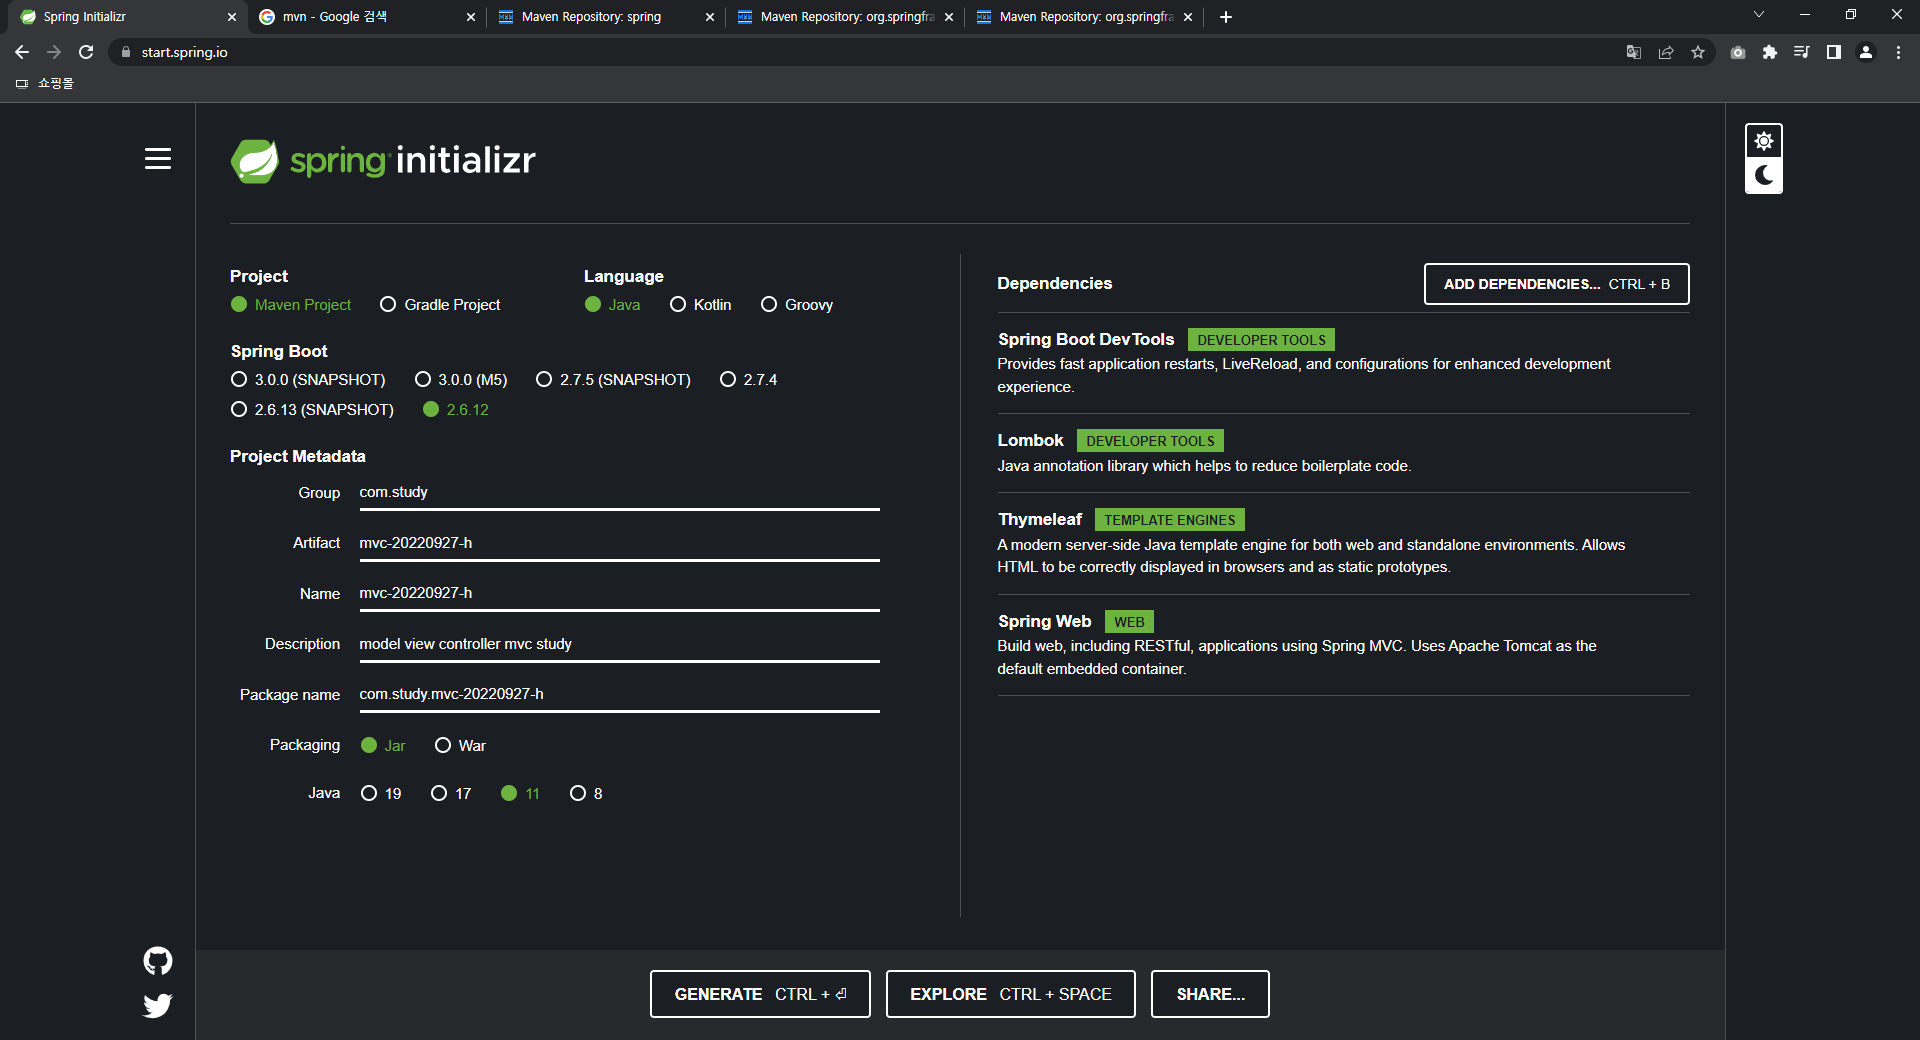 Spring Initializr
mvn - Google 검색
Maven Repository: spring
Maven Repository: org.springfra
Maven Repository: org.springfra
start.spring.io
쇼핑몰
spring initializr
Project
Maven Project
Gradle Project
Language
Java
Kotlin
Groovy
Spring Boot
3.0.0 (SNAPSHOT)
3.0.0 (M5)
2.7.5 (SNAPSHOT)
2.7.4
2.6.13 (SNAPSHOT)
2.6.12
Project Metadata
Group com.study
Artifact mvc-20220927-h
Name mvc-20220927-h
Description model view controller mvc study
Package name com.study.mvc-20220927-h
Packaging Jar War
Java 19 17 11 8
Dependencies
ADD DEPENDENCIES... CTRL + B
Spring Boot DevTools DEVELOPER TOOLS
Provides fast application restarts, LiveReload, and configurations for enhanced development
experience.
Lombok DEVELOPER TOOLS
Java annotation library which helps to reduce boilerplate code.
Thymeleaf TEMPLATE ENGINES
A modern server-side Java template engine for both web and standalone environments. Allows
HTML to be correctly displayed in browsers and as static prototypes.
Spring Web WEB
Build web, including RESTful, applications using Spring MVC. Uses Apache Tomcat as the
default embedded container.
GENERATE CTRL + ⏎
EXPLORE CTRL + SPACE
SHARE...